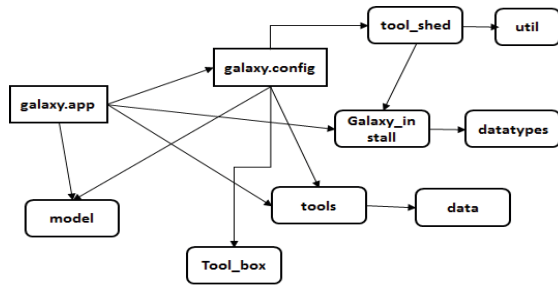 tool_shed
util
galaxy.config
galaxy.app
Galaxy_in
stall
datatypes
model
tools
data
Tool_box